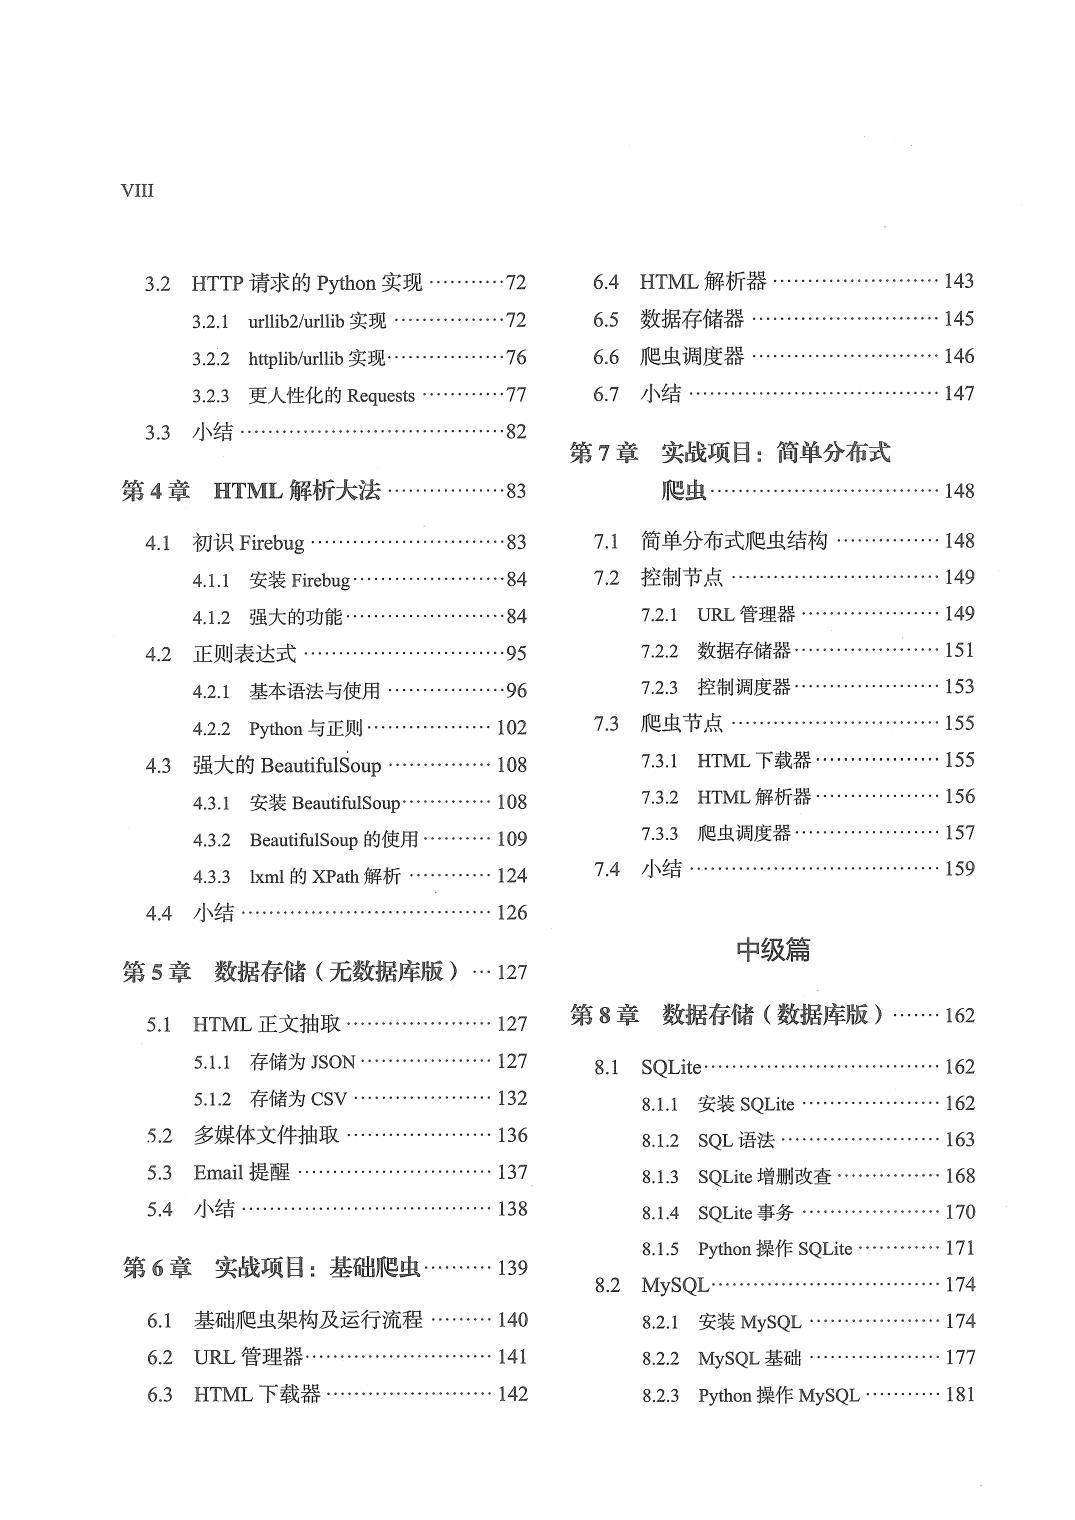 VIII
3.2 HTTP 请求的 Python 实现 ···········72
3.2.1 urllib2/urllib 实现 ················72
3.2.2 httplib/urllib 实现·················76
3.2.3 更人性化的 Requests ············77
3.3 小结 ······································82
第 4 章 HTML 解析大法 ·················83
4.1 初识 Firebug ····························83
4.1.1 安装 Firebug······················84
4.1.2 强大的功能·······················84
4.2 正则表达式 ·····························95
4.2.1 基本语法与使用 ·················96
4.2.2 Python 与正则·················· 102
4.3 强大的 BeautifulSoup ··············· 108
4.3.1 安装 BeautifulSoup············· 108
4.3.2 BeautifulSoup 的使用 ·········· 109
4.3.3 lxml 的 XPath 解析 ············ 124
4.4 小结 ···································· 126
第 5 章 数据存储（无数据库版） ··· 127
5.1 HTML 正文抽取 ····················· 127
5.1.1 存储为 JSON··················· 127
5.1.2 存储为 CSV ···················· 132
5.2 多媒体文件抽取 ····················· 136
5.3 Email 提醒 ···························· 137
5.4 小结 ···································· 138
第 6 章 实战项目：基础爬虫·········· 139
6.1 基础爬虫架构及运行流程 ········· 140
6.2 URL 管理器··························· 141
6.3 HTML 下载器 ························ 142
6.4 HTML 解析器 ························ 143
6.5 数据存储器 ··························· 145
6.6 爬虫调度器 ··························· 146
6.7 小结 ···································· 147
第 7 章 实战项目：简单分布式
爬虫································· 148
7.1 简单分布式爬虫结构 ··············· 148
7.2 控制节点 ······························ 149
7.2.1 URL 管理器 ···················· 149
7.2.2 数据存储器····················· 151
7.2.3 控制调度器····················· 153
7.3 爬虫节点 ······························ 155
7.3.1 HTML 下载器·················· 155
7.3.2 HTML 解析器·················· 156
7.3.3 爬虫调度器····················· 157
7.4 小结 ···································· 159
中级篇
第 8 章 数据存储（数据库版）······· 162
8.1 SQLite·································· 162
8.1.1 安装 SQLite ···················· 162
8.1.2 SQL 语法 ······················· 163
8.1.3 SQLite 增删改查 ··············· 168
8.1.4 SQLite 事务 ···················· 170
8.1.5 Python 操作 SQLite ············ 171
8.2 MySQL································· 174
8.2.1 安装 MySQL ··················· 174
8.2.2 MySQL 基础 ··················· 177
8.2.3 Python 操作 MySQL ··········· 181